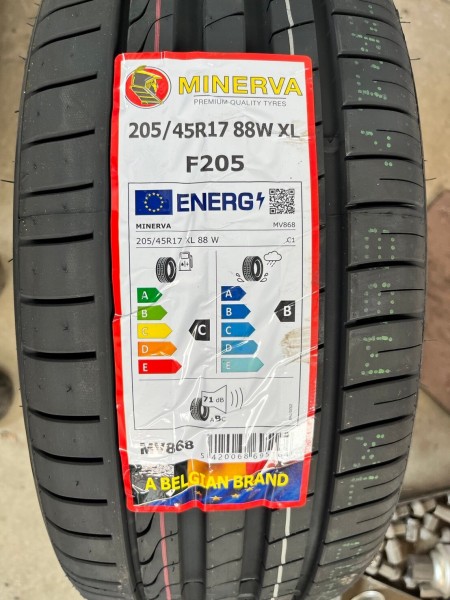 MINERVA
PREMIUM-QUALITY TYRES
205/45R17 88W XL
F205
ENERG
MINERVA MV868
205/45R17 XL 88 W C1
A
B
C
D
E
C
A
B
C
D
E
B
71 dB
ABC
MV868
A BELGIAN BRAND